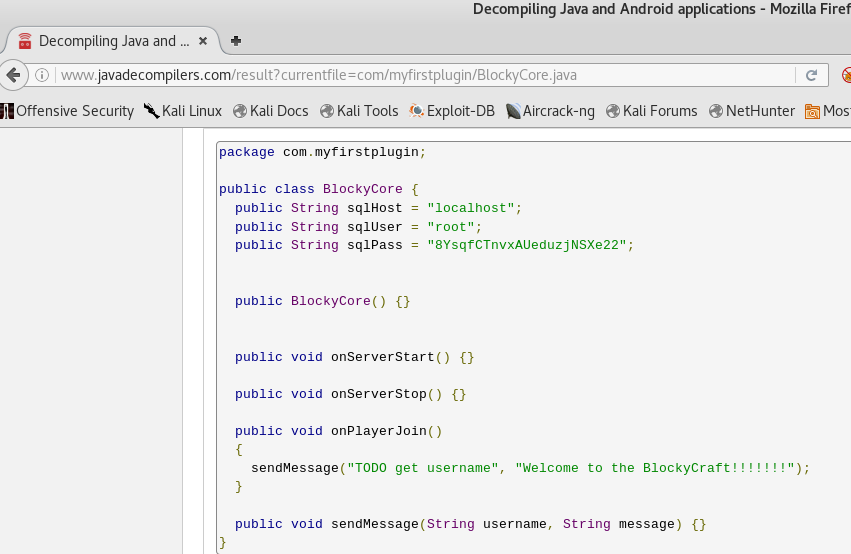 Decompiling Java and Android applications - Mozilla Firef
Decompiling Java and ...
www.javadecompilers.com/result?currentfile=com/myfirstplugin/BlockyCore.java
Offensive Security Kali Linux Kali Docs Kali Tools Exploit-DB Aircrack-ng Kali Forums NetHunter Mos
package com.myfirstplugin;
public class BlockyCore {
public String sqlHost = "localhost";
public String sqlUser = "root";
public String sqlPass = "8YsqfCTnvxAUeduzjNSXe22";
public BlockyCore() {}
public void onServerStart() {}
public void onServerStop() {}
public void onPlayerJoin()
{
sendMessage("TODO get username", "Welcome to the BlockyCraft!!!!!!!");
}
public void sendMessage(String username, String message) {}
}